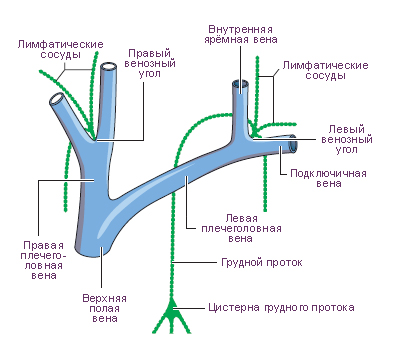 Внутренняя
ярёмная вена
Лимфатические
сосуды
Правый
венозный
угол
Лимфатические
сосуды
Левый
венозный
угол
Подключичная
вена
Левая
плечеголовная
вена
Правая
плечего-
ловная
вена
Грудной проток
Верхняя
полая
вена
Цистерна грудного протока